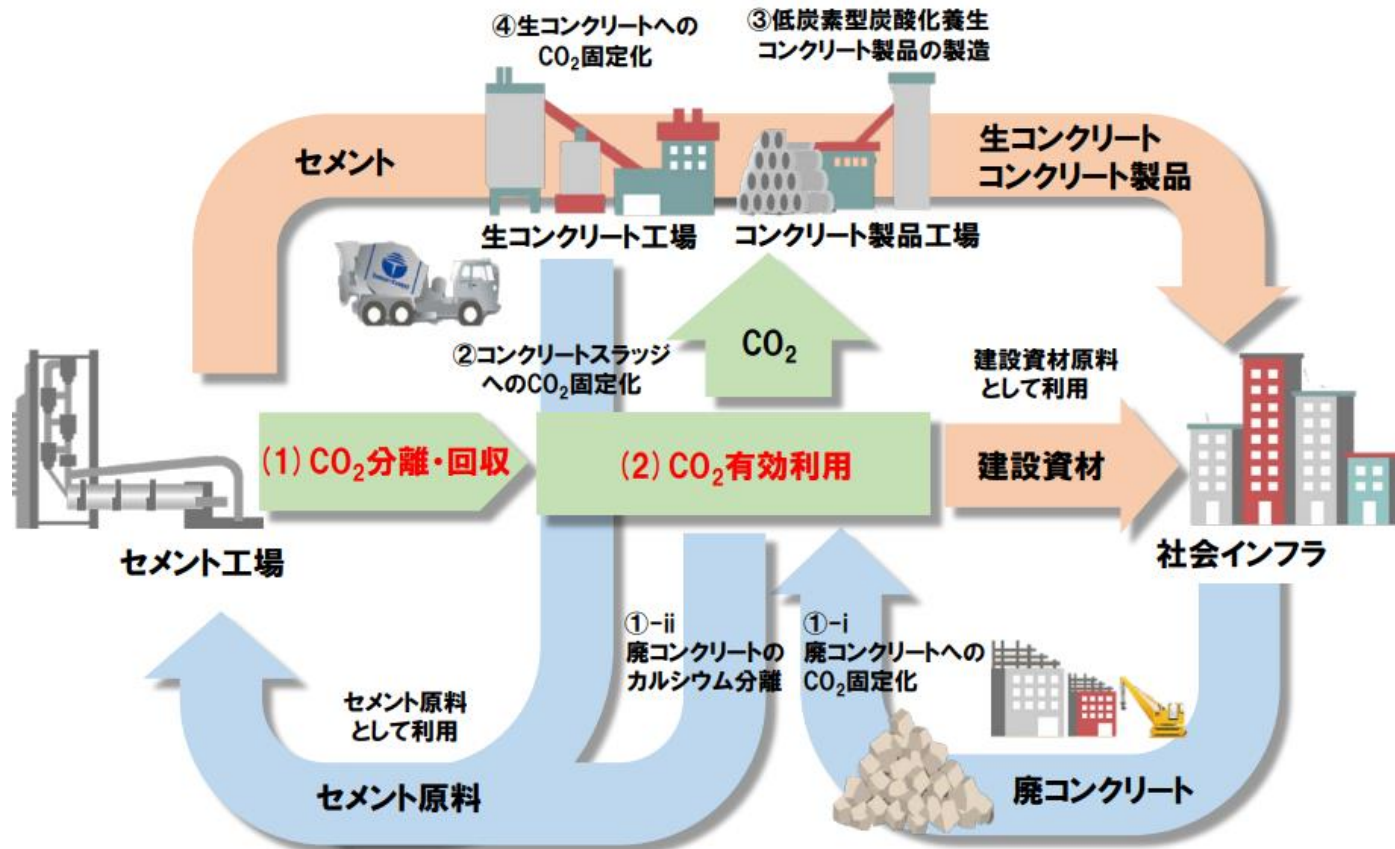 ④生コンクリートへの
CO₂固定化
③低炭素型炭酸化養生
コンクリート製品の製造
セメント
生コンクリート
コンクリート製品
生コンクリート工場
コンクリート製品工場
②コンクリートスラッジ
へのCO₂固定化
CO₂
建設資材原料
として利用
(1)CO₂分離・回収
(2)CO₂有効利用
建設資材
セメント工場
社会インフラ
①-ii
廃コンクリートの
カルシウム分離
①-i
廃コンクリートへの
CO₂固定化
セメント原料
として利用
セメント原料
廃コンクリート